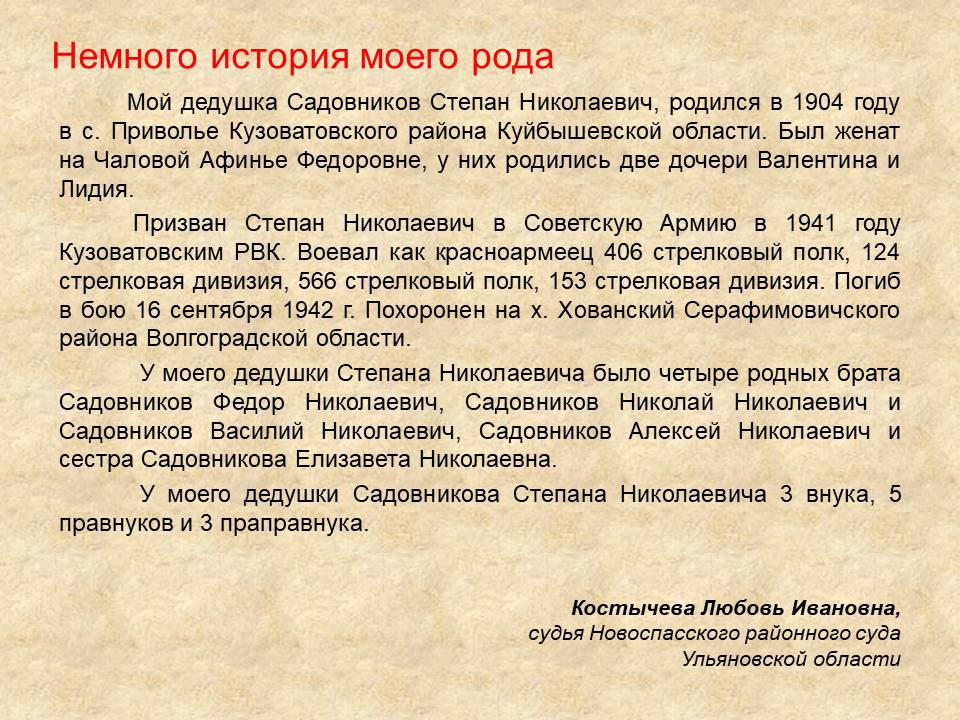 Немного история моего рода
Мой дедушка Садовников Степан Николаевич, родился в 1904 году
в с. Приволье Кузоватовского района Куйбышевской области. Был женат
на Чаловой Афинье Федоровне, у них родились две дочери Валентина и
Лидия.
Призван Степан Николаевич в Советскую Армию в 1941 году
Кузоватовским РВК. Воевал как красноармеец 406 стрелковый полк, 124
стрелковая дивизия, 566 стрелковый полк, 153 стрелковая дивизия. Погиб
в бою 16 сентября 1942 г. Похоронен на х. Хованский Серафимовичского
района Волгоградской области.
У моего дедушки Степана Николаевича было четыре родных брата
Садовников Федор Николаевич, Садовников Николай Николаевич и
Садовников Василий Николаевич, Садовников Алексей Николаевич и
сестра Садовникова Елизавета Николаевна.
У моего дедушки Садовникова Степана Николаевича 3 внука, 5
правнуков и 3 праправнука.
Костычева Любовь Ивановна,
судья Новоспасского районного суда
Ульяновской области